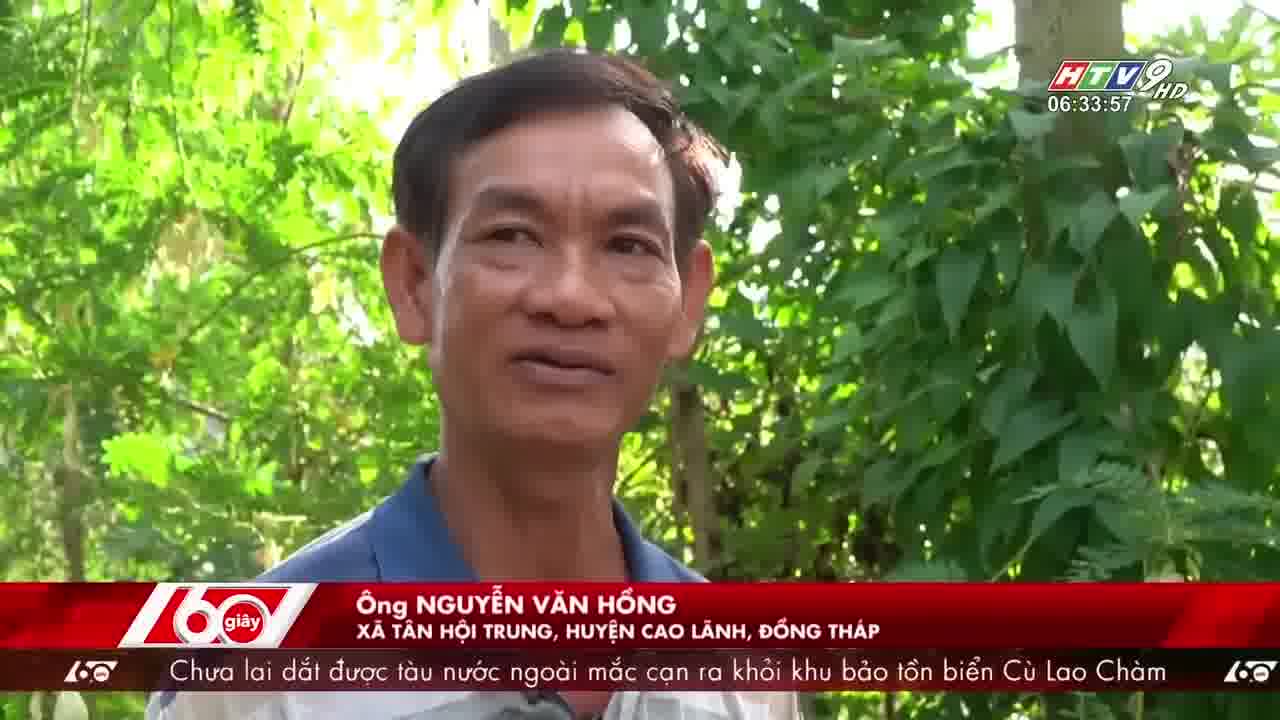 HTV9 HD
06:33:57
60 giây
Ông NGUYỄN VĂN HỒNG
XÃ TÂN HỘI TRUNG, HUYỆN CAO LÃNH, ĐỒNG THÁP
60s Chưa lai dắt được tàu nước ngoài mắc cạn ra khỏi khu bảo tồn biển Cù Lao Chàm 60s